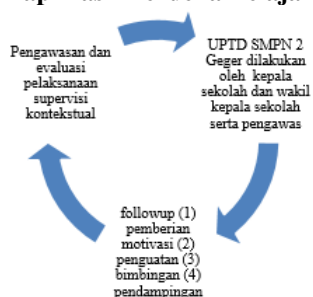 Pengawasan dan
evaluasi
pelaksanaan
supervisi
kontekstual
UPTD SMPN 2
Geger dilakukan
oleh kepala
sekolah dan wakil
kepala sekolah
serta pengawas
followup (1)
pemberian
motivasi (2)
penguatan (3)
bimbingan (4)
pendampingan